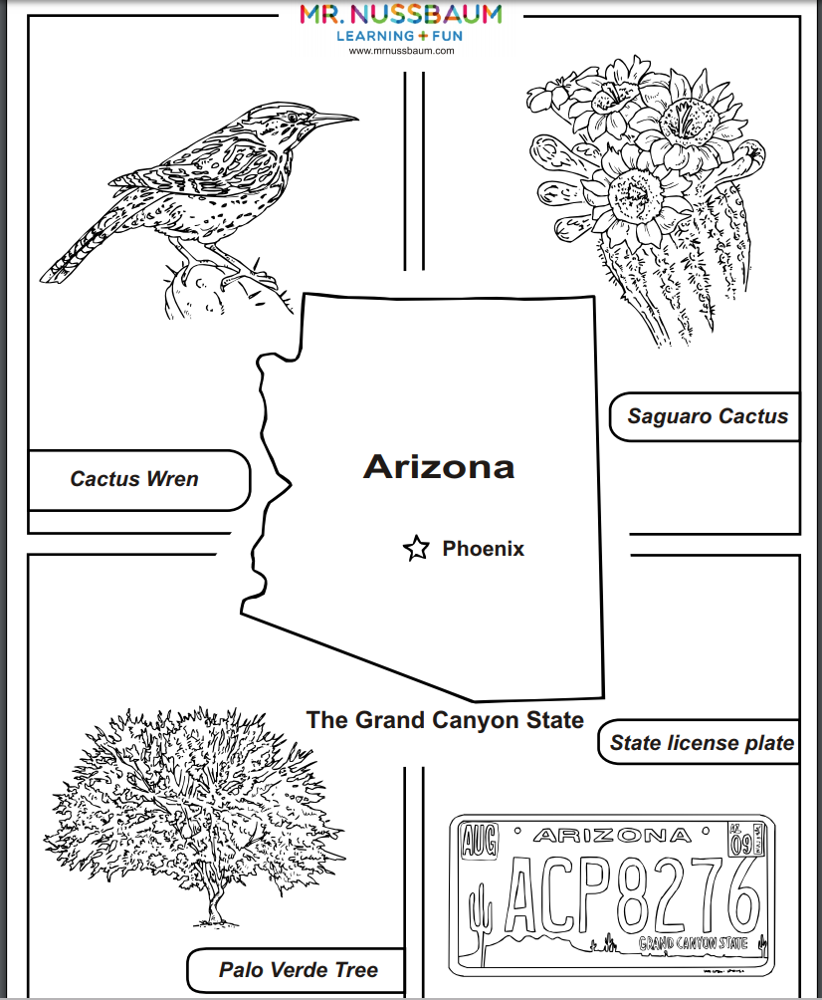 MR. NUSSBAUM
LEARNING + FUN
www.mrnussbaum.com
Saguaro Cactus
Cactus Wren
Arizona
Phoenix
The Grand Canyon State
State license plate
AUG
ARIZONA
AZ
09
ACP8276
GRAND CANYON STATE
Palo Verde Tree